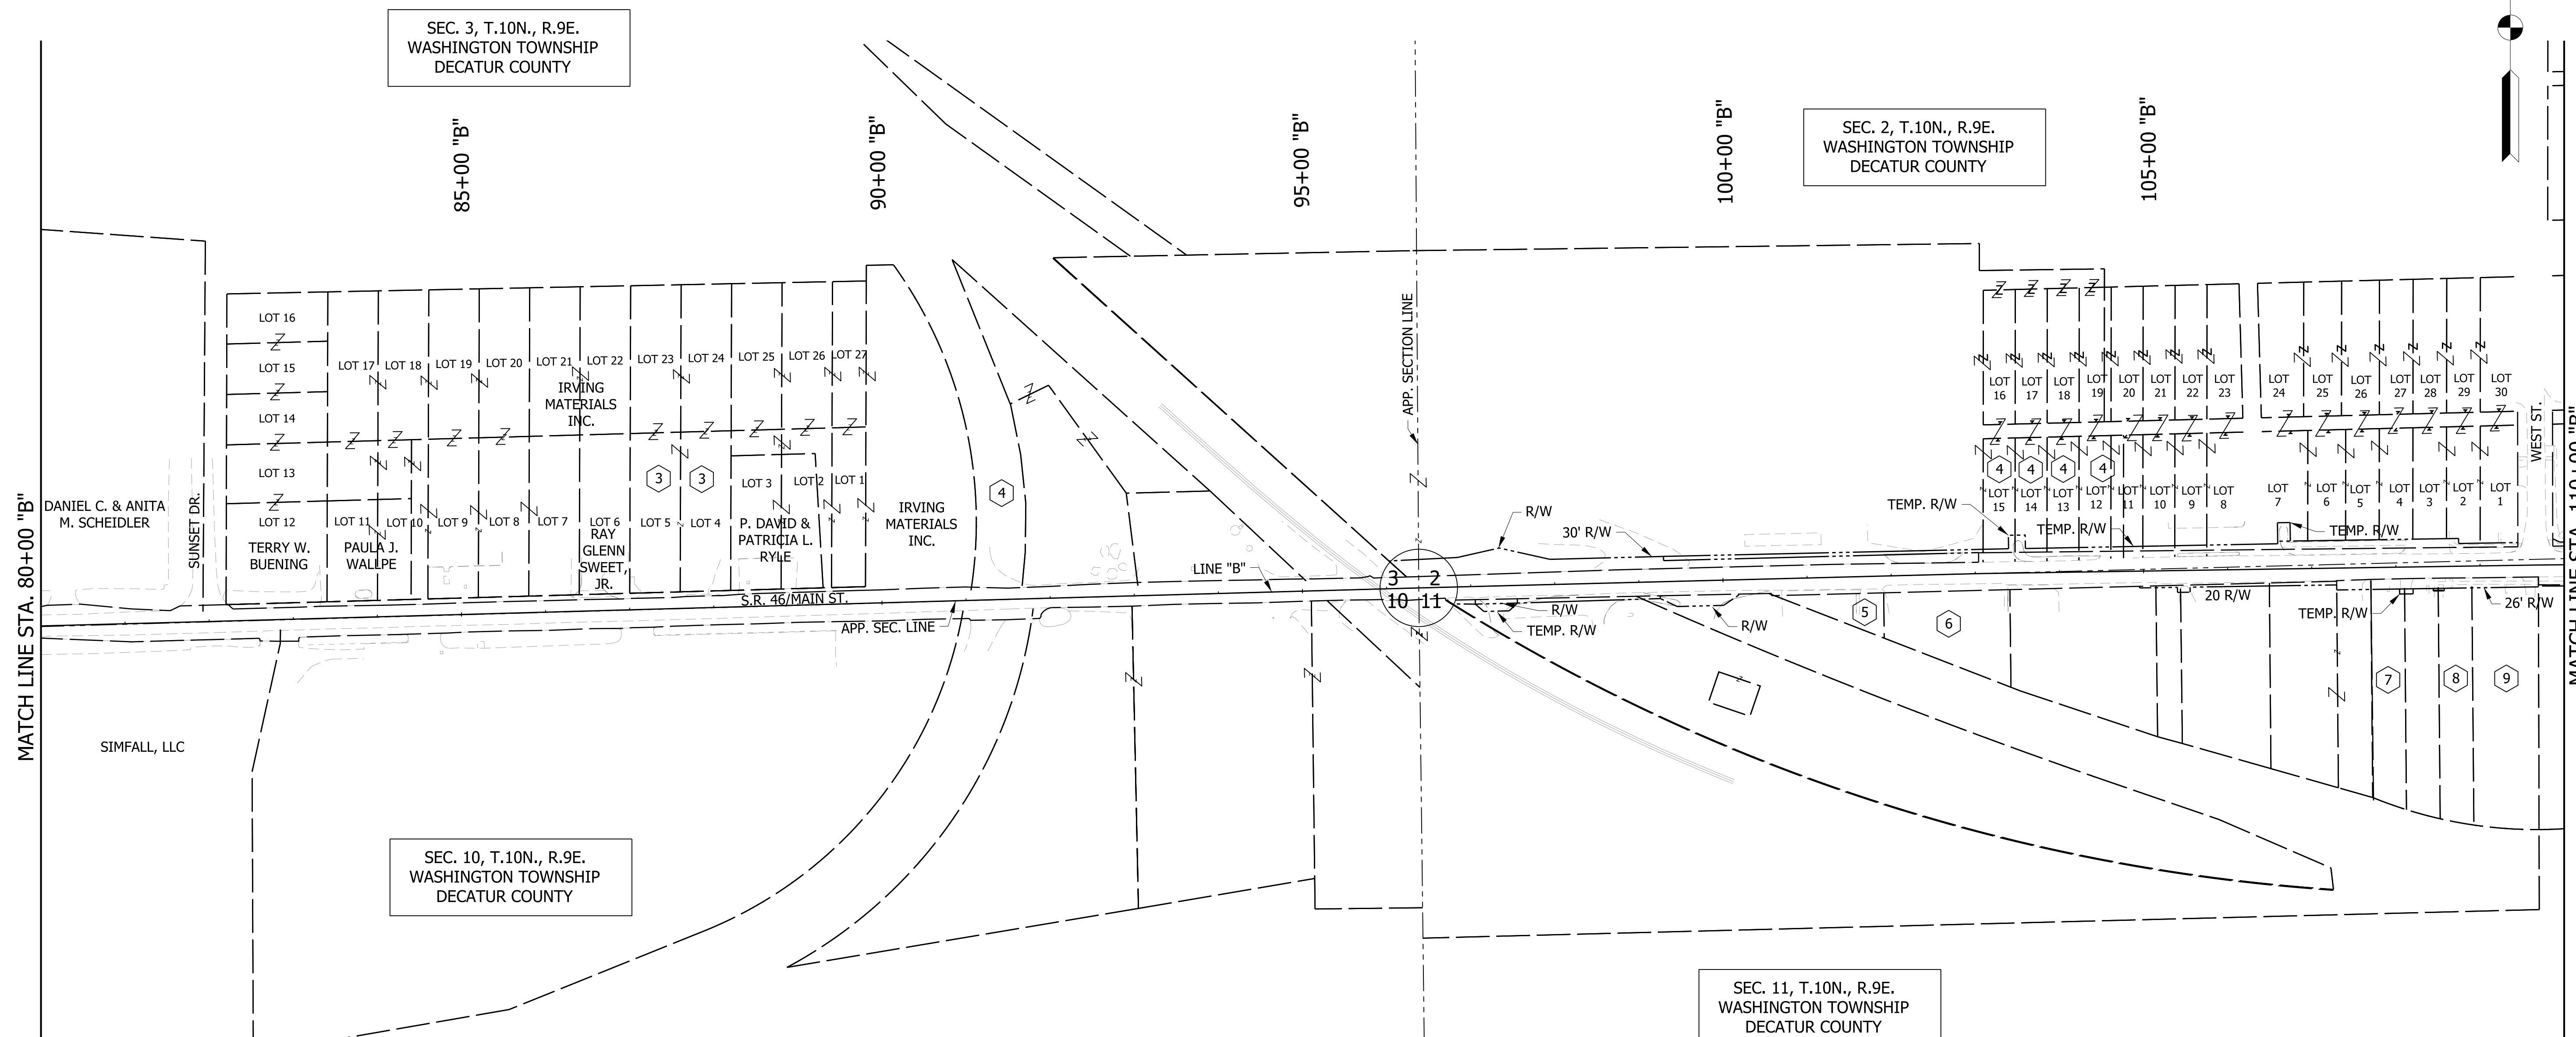 SEC. 3, T.10N., R.9E.
WASHINGTON TOWNSHIP
DECATUR COUNTY
SEC. 2, T.10N., R.9E.
WASHINGTON TOWNSHIP
DECATUR COUNTY
85+00 "B"
90+00 "B"
95+00 "B"
100+00 "B"
105+00 "B"
MATCH LINE STA. 80+00 "B"
DANIEL C. & ANITA
M. SCHEIDLER
SUNSET DR.
LOT 16
LOT 15
LOT 14
LOT 13
LOT 12
TERRY W.
BUENING
LOT 17
LOT 18
LOT 19
LOT 20
LOT 21
LOT 22
LOT 23
LOT 24
LOT 25
LOT 26
LOT 27
IRVING
MATERIALS
INC.
3
3
LOT 11
LOT 10
LOT 9
LOT 8
LOT 7
LOT 6
LOT 5
LOT 4
LOT 3
LOT 2
LOT 1
PAULA J.
WALLPE
RAY
GLENN
SWEET,
JR.
P. DAVID &
PATRICIA L.
RYLE
IRVING
MATERIALS
INC.
4
APP. SECTION LINE
LINE "B"
S.R. 46/MAIN ST.
APP. SEC. LINE
3
2
10
11
R/W
30' R/W
R/W
TEMP. R/W
R/W
TEMP. R/W
TEMP. R/W
TEMP. R/W
LOT
16
LOT
17
LOT
18
LOT
19
LOT
20
LOT
21
LOT
22
LOT
23
LOT
24
LOT
25
LOT
26
LOT
27
LOT
28
LOT
29
LOT
30
4
4
4
4
LOT
15
LOT
14
LOT
13
LOT
12
LOT
11
LOT
10
LOT
9
LOT
8
LOT
7
LOT
6
LOT
5
LOT
4
LOT
3
LOT
2
LOT
1
WEST ST.
MATCH LINE STA. 110+00 "B"
5
6
20 R/W
TEMP. R/W
26' R/W
7
8
9
SIMFALL, LLC
SEC. 10, T.10N., R.9E.
WASHINGTON TOWNSHIP
DECATUR COUNTY
SEC. 11, T.10N., R.9E.
WASHINGTON TOWNSHIP
DECATUR COUNTY